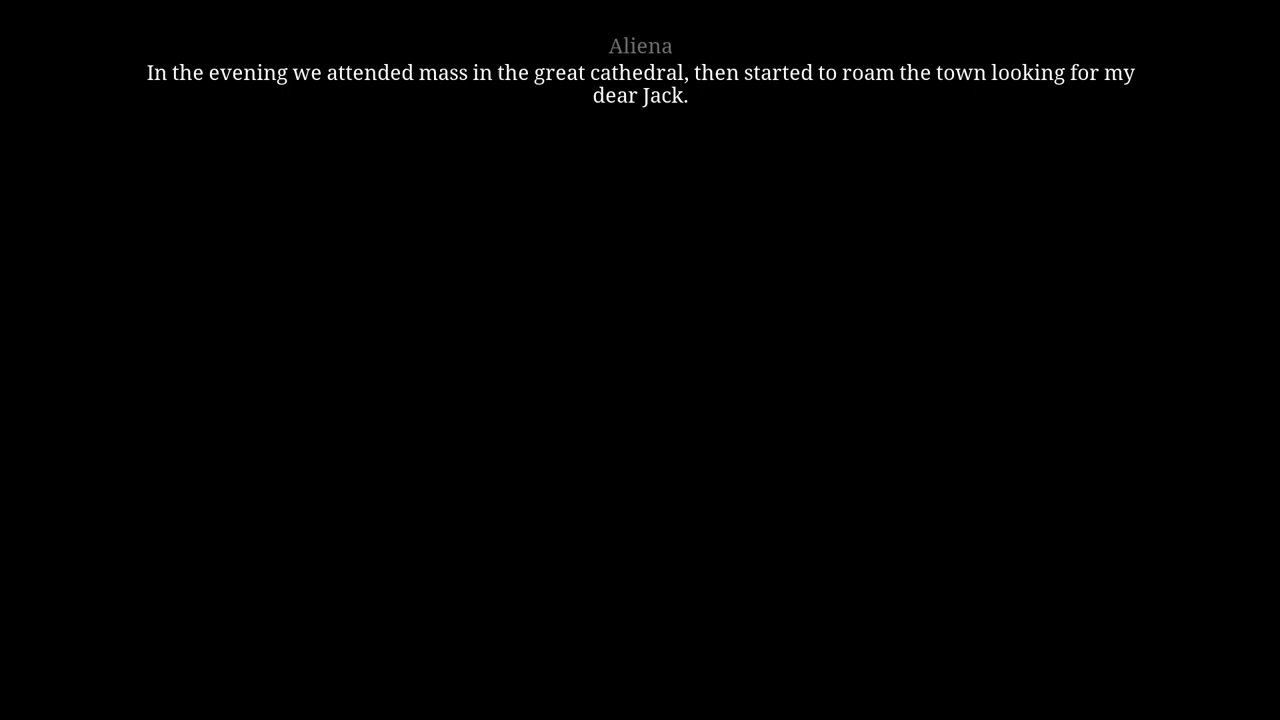 Aliena
In the evening we attended mass in the great cathedral, then started to roam the town looking for my
dear Jack.